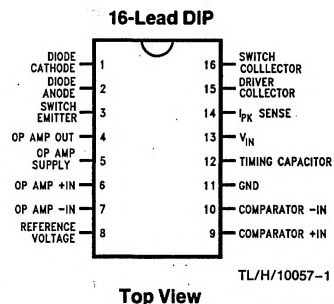 16-Lead DIP
DIODE
CATHODE
1
DIODE
ANODE
2
SWITCH
EMITTER
3
OP AMP OUT
4
OP AMP
SUPPLY
5
OP AMP +IN
6
OP AMP -IN
7
REFERENCE
VOLTAGE
8
16
SWITCH
COLLLECTOR
15
DRIVER
COLLECTOR
14
IPK SENSE
13
VIN
12
TIMING CAPACITOR
11
GND
10
COMPARATOR -IN
9
COMPARATOR +IN
TL/H/10057-1
Top View